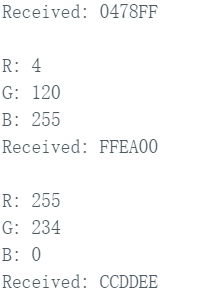 Received: 0478FF
R: 4
G: 120
B: 255
Received: FFEA00
R: 255
G: 234
B: 0
Received: CCDDEE